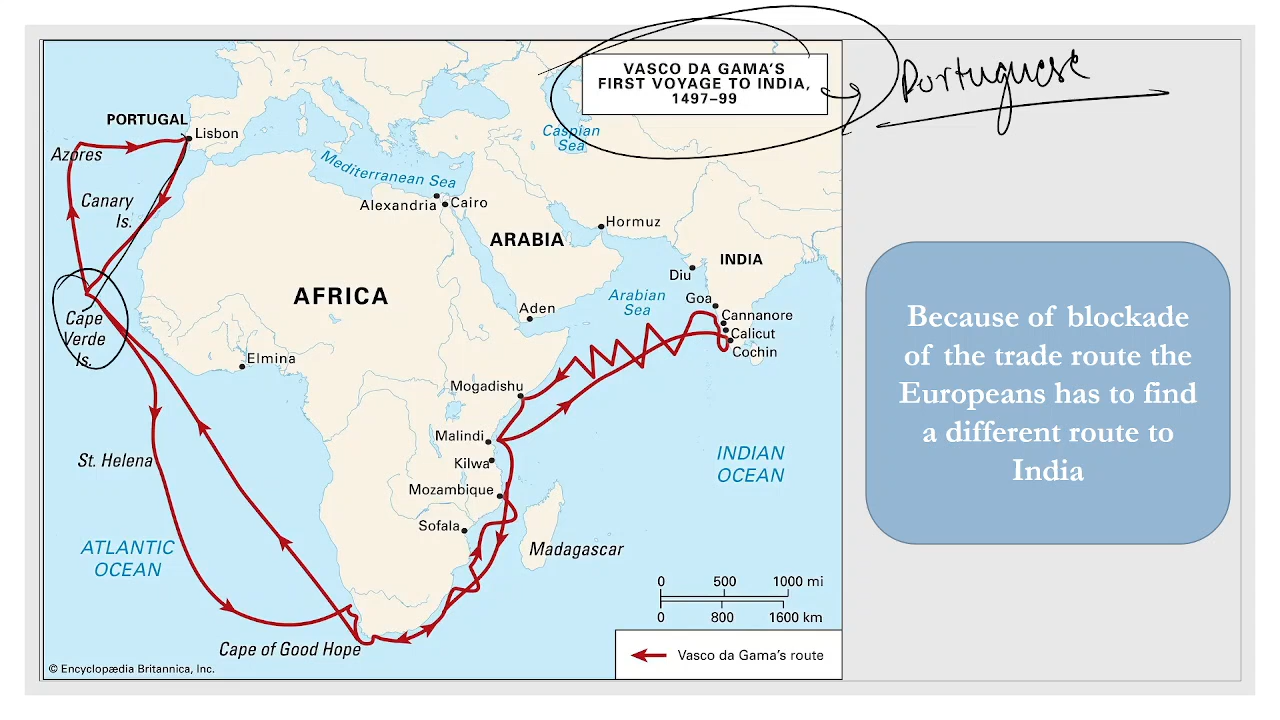 VASCO DA GAMA'S
FIRST VOYAGE TO INDIA,
1497–99
Portuguese
PORTUGAL
Lisbon
Azores
Canary
Is.
Mediterranean Sea
Caspian
Sea
Alexandria
Cairo
Hormuz
ARABIA
INDIA
Diu
Goa
Cannanore
Calicut
Cochin
Arabian
Sea
Aden
AFRICA
Cape
Verde
Is.
Elmina
Mogadishu
Malindi
Kilwa
Mozambique
Sofala
Madagascar
INDIAN
OCEAN
St. Helena
ATLANTIC
OCEAN
Cape of Good Hope
0 500 1000 mi
0 800 1600 km
Vasco da Gama's route
© Encyclopædia Britannica, Inc.
Because of blockade
of the trade route the
Europeans has to find
a different route to
India